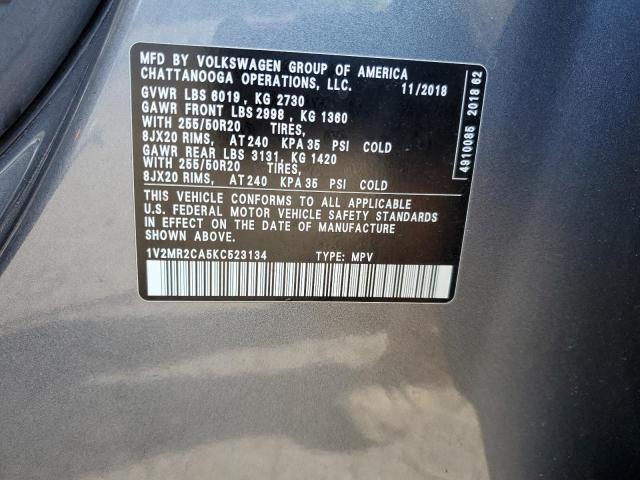 MFD BY VOLKSWAGEN GROUP OF AMERICA
CHATTANOOGA OPERATIONS, LLC. 11/2018
GVWR LBS 6019, KG 2730
GAWR FRONT LBS 2998, KG 1360
WITH 255/50R20 TIRES,
8JX20 RIMS, AT 240 KPA 35 PSI COLD
GAWR REAR LBS 3131, KG 1420
WITH 255/50R20 TIRES,
8JX20 RIMS, AT 240 KPA 35 PSI COLD
THIS VEHICLE CONFORMS TO ALL APPLICABLE
U.S. FEDERAL MOTOR VEHICLE SAFETY STANDARDS
IN EFFECT ON THE DATE OF MANUFACTURE
SHOWN ABOVE.
1V2MR2CA5KC523134 TYPE: MPV
4910085 2018 62